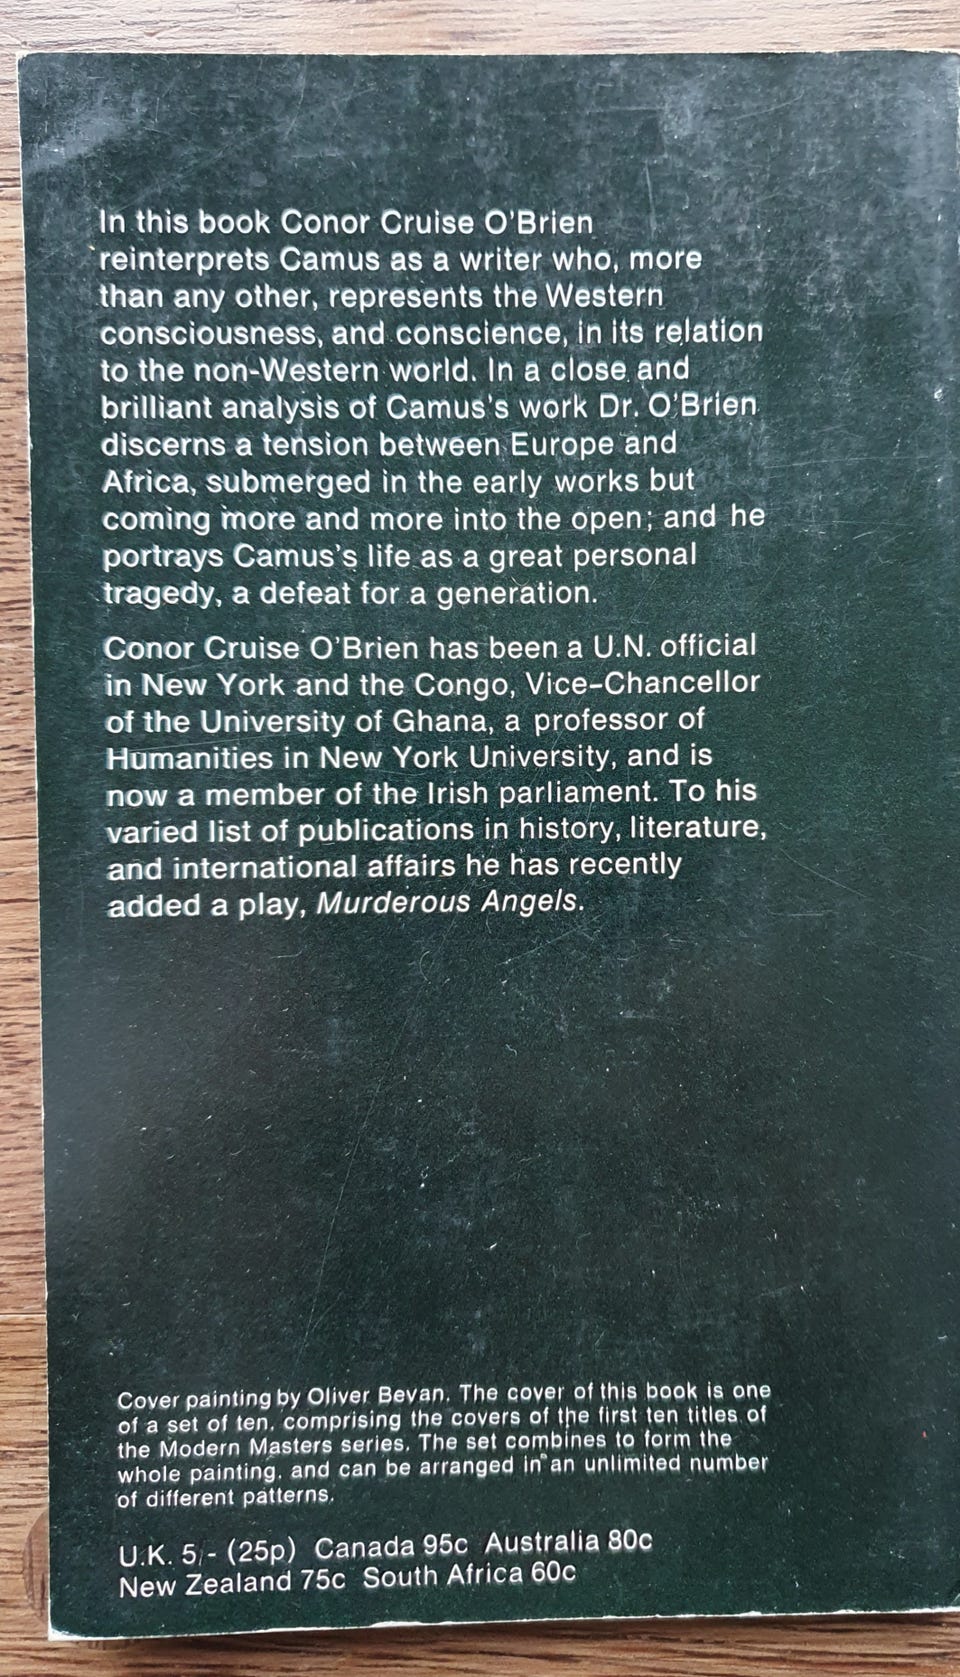 In this book Conor Cruise O'Brien
reinterprets Camus as a writer who, more
than any other, represents the Western
consciousness, and conscience, in its relation
to the non-Western world. In a close and
brilliant analysis of Camus's work Dr. O'Brien
discerns a tension between Europe and
Africa, submerged in the early works but
coming more and more into the open; and he
portrays Camus's life as a great personal
tragedy, a defeat for a generation.
Conor Cruise O'Brien has been a U.N. official
in New York and the Congo, Vice-Chancellor
of the University of Ghana, a professor of
Humanities in New York University, and is
now a member of the Irish parliament. To his
varied list of publications in history, literature,
and international affairs he has recently
added a play, Murderous Angels.
Cover painting by Oliver Bevan. The cover of this book is one
of a set of ten, comprising the covers of the first ten titles of
the Modern Masters series. The set combines to form the
whole painting, and can be arranged in an unlimited number
of different patterns.
U.K. 5/- (25p) Canada 95c Australia 80c
New Zealand 75c South Africa 60c